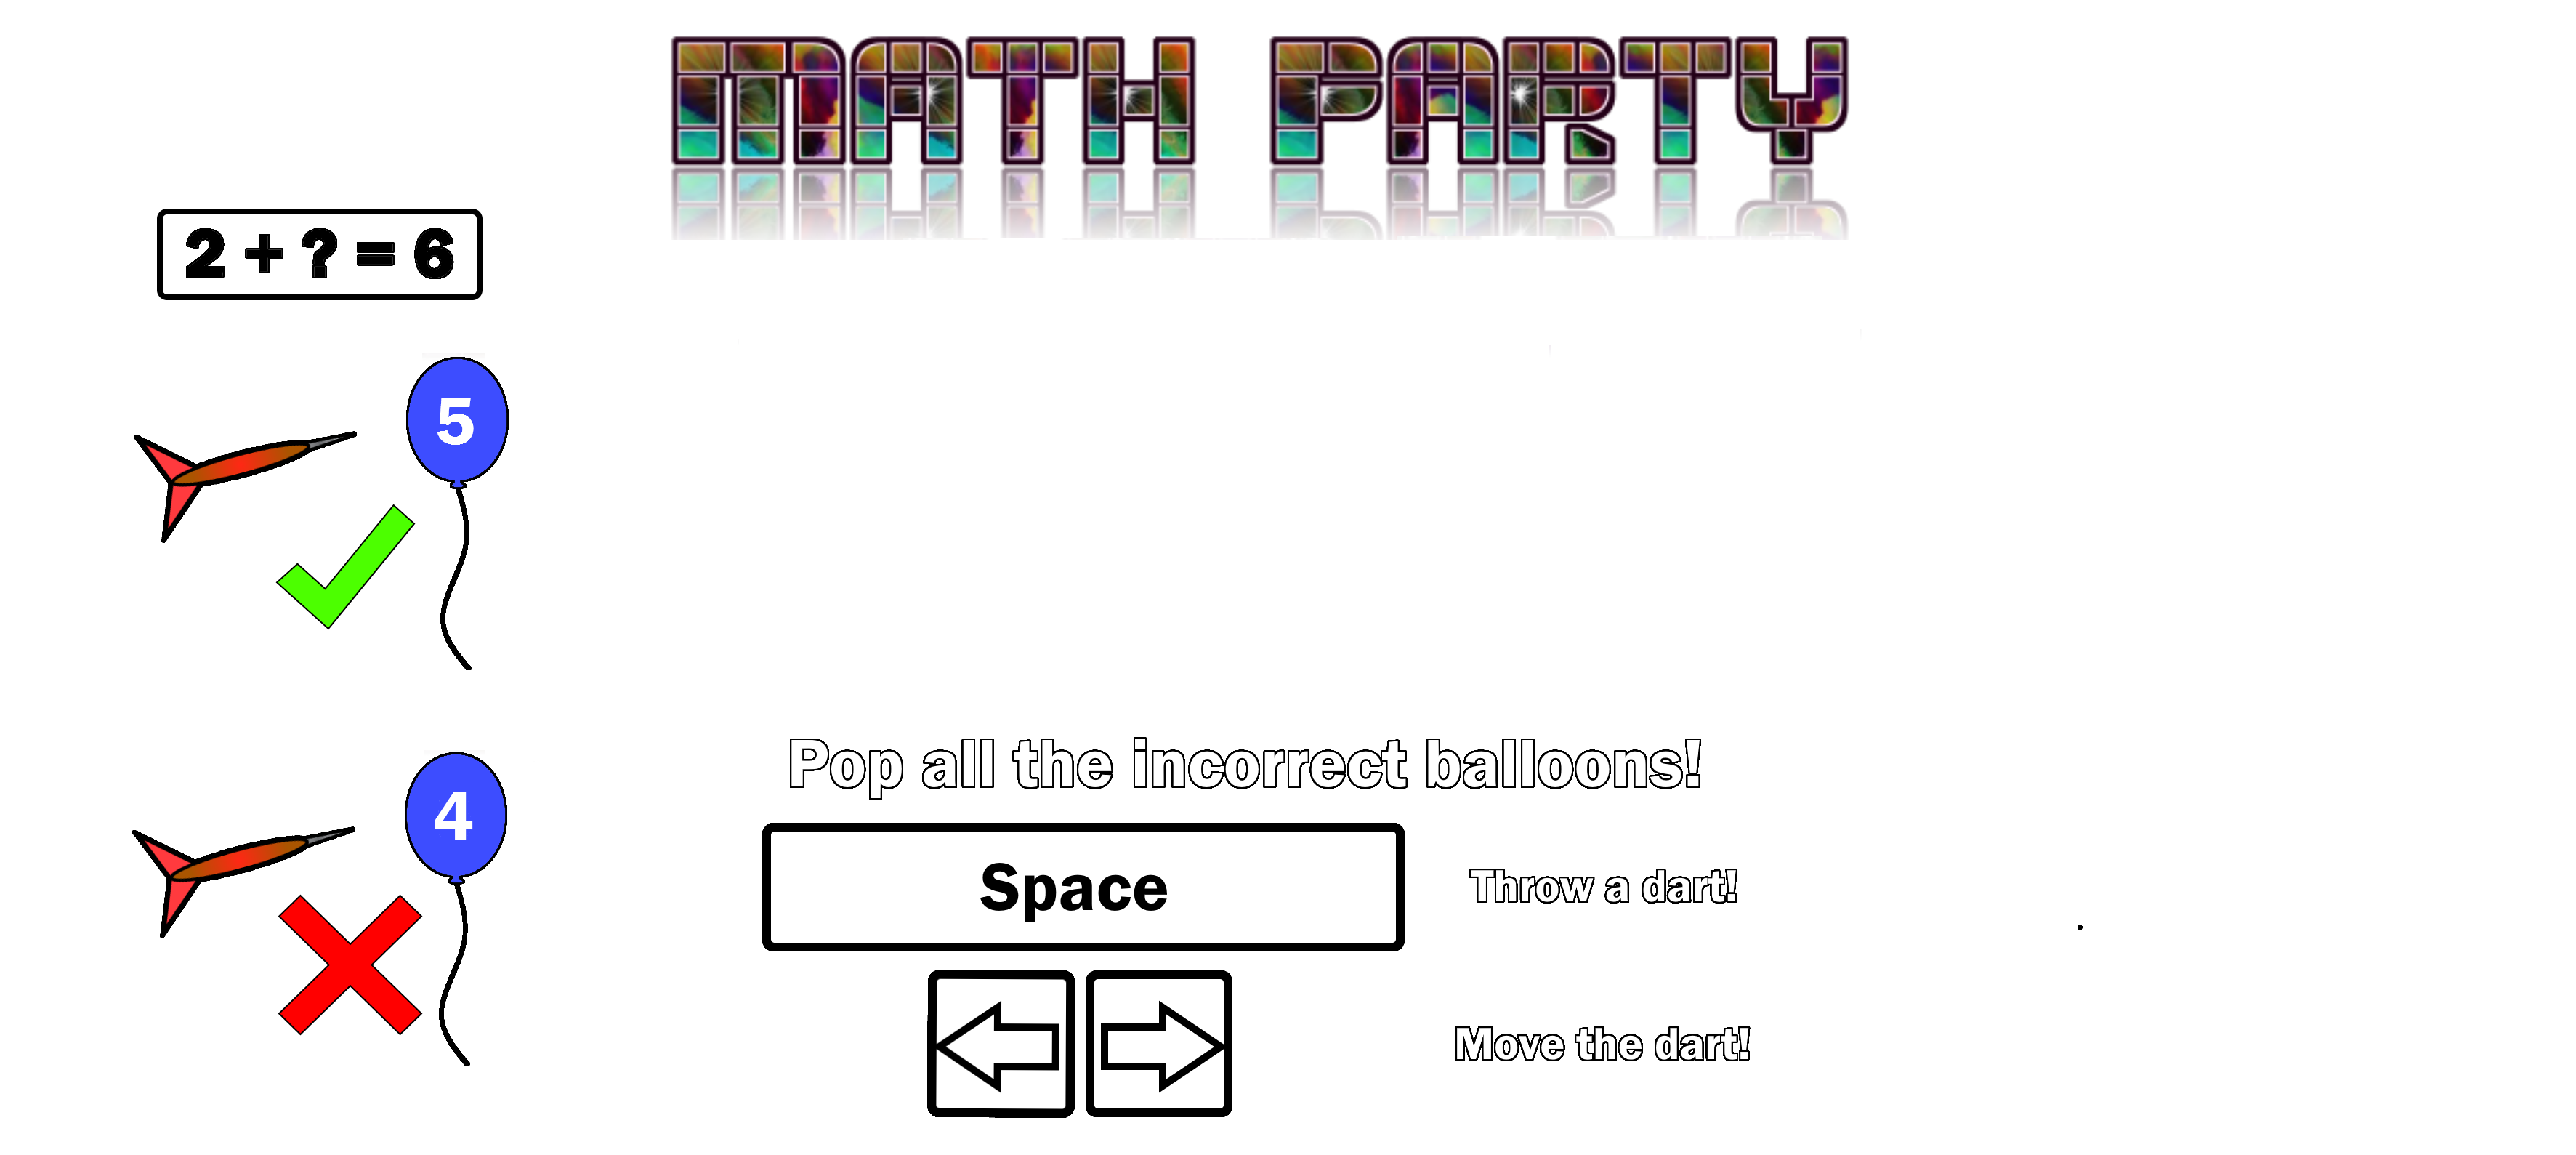 MATH PARTY
2 + ? = 6
5
4
Pop all the incorrect balloons!
Space
Throw a dart!
Move the dart!